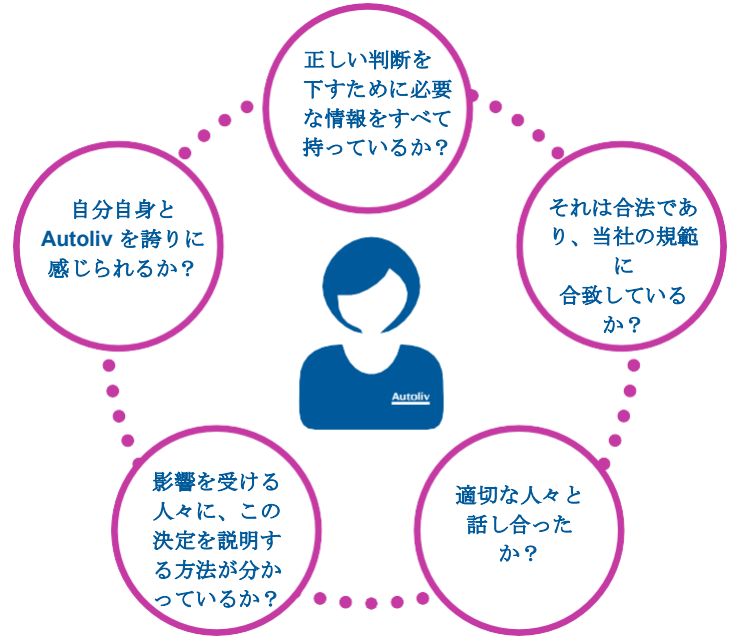 正しい判断を
下すために必要
な情報をすべて
持っているか？
それは合法であ
り、当社の規範
に
合致している
か？
適切な人々と
話し合った
か？
影響を受ける
人々に、この
決定を説明す
る方法が分か
っているか？
自分自身と
Autoliv を誇りに
感じられるか？
Autoliv